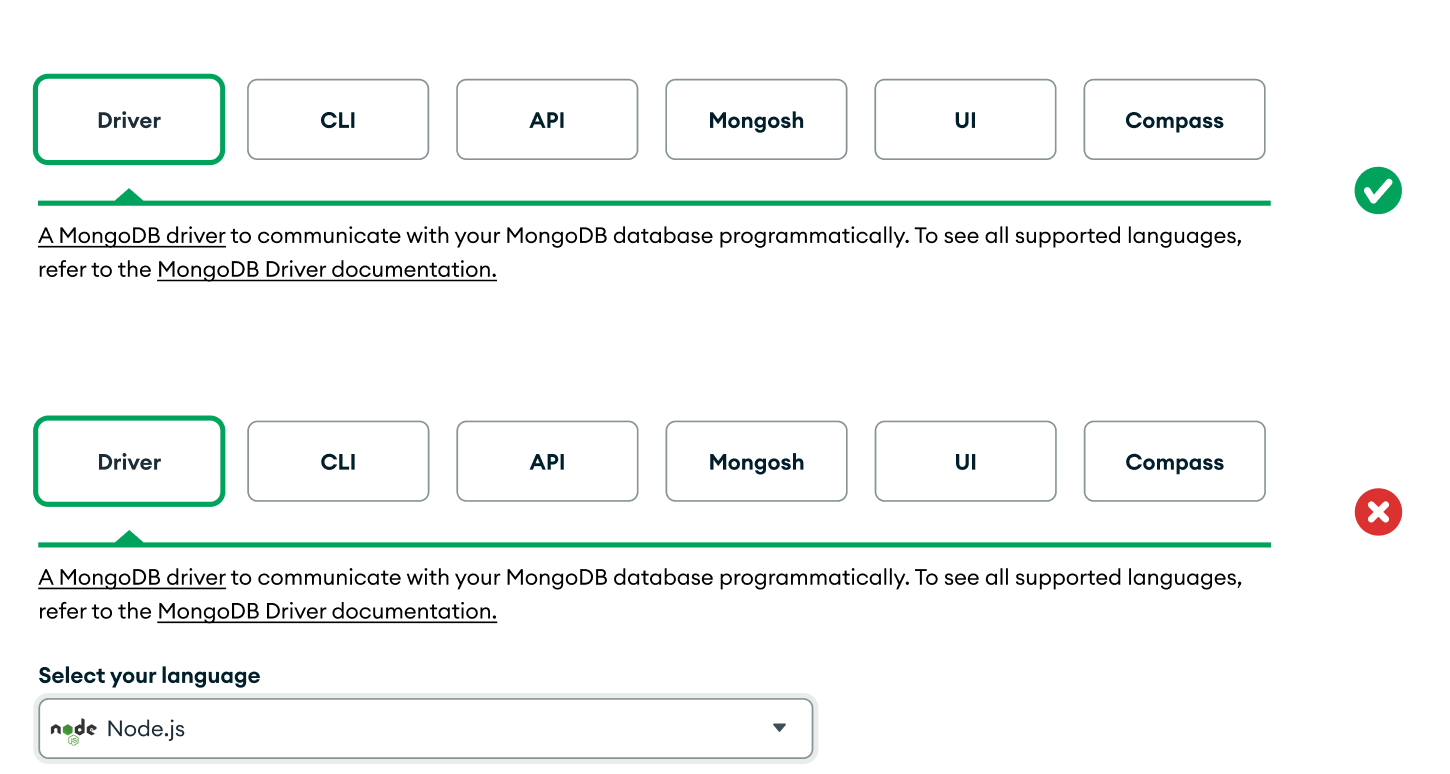 Driver
CLI
API
Mongosh
UI
Compass
A MongoDB driver to communicate with your MongoDB database programmatically. To see all supported languages,
refer to the MongoDB Driver documentation.
Driver
CLI
API
Mongosh
UI
Compass
A MongoDB driver to communicate with your MongoDB database programmatically. To see all supported languages,
refer to the MongoDB Driver documentation.
Select your language
node JS Node.js